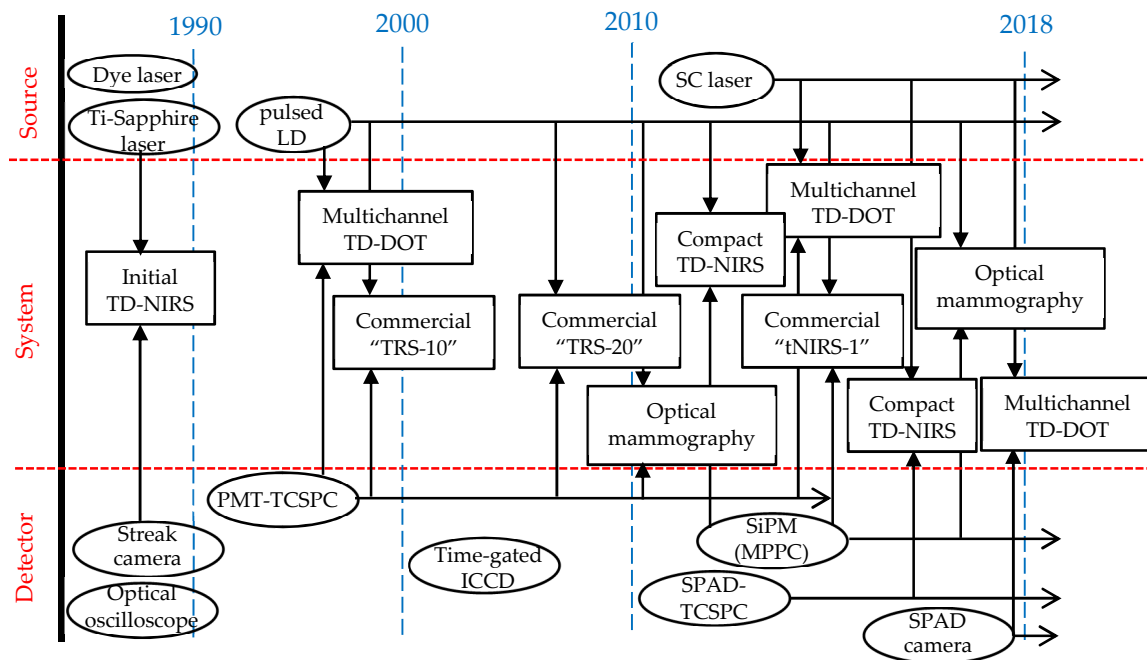 1990
2000
2010
2018
Source
Dye laser
Ti-Sapphire
laser
pulsed
LD
SC laser
System
Initial
TD-NIRS
Multichannel
TD-DOT
Commercial
“TRS-10”
Commercial
“TRS-20”
Optical
mammography
Compact
TD-NIRS
Multichannel
TD-DOT
Commercial
“tNIRS-1”
Compact
TD-NIRS
Optical
mammography
Multichannel
TD-DOT
Detector
PMT-TCSPC
Streak
camera
Optical
oscilloscope
Time-gated
ICCD
SiPM
(MPPC)
SPAD-
TCSPC
SPAD
camera